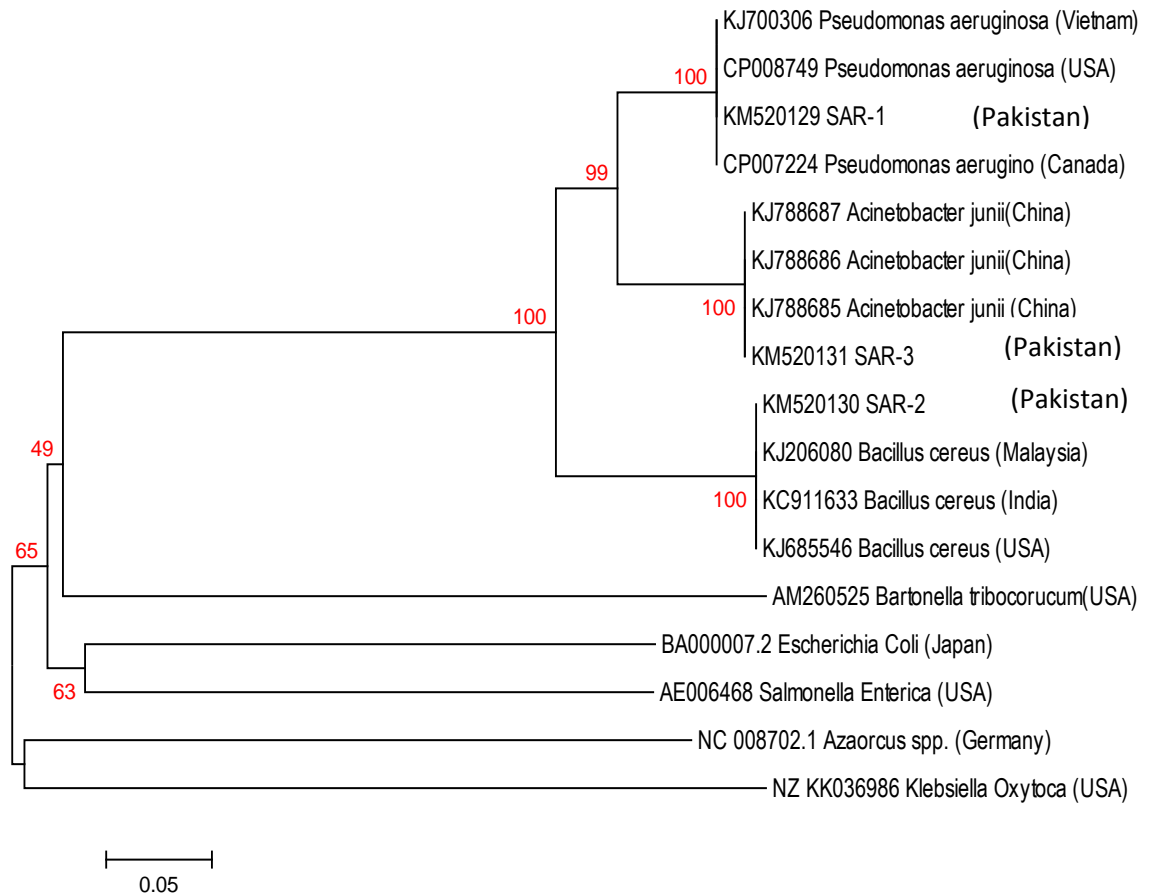 KJ700306 Pseudomonas aeruginosa (Vietnam)
100
CP008749 Pseudomonas aeruginosa (USA)
KM520129 SAR-1 (Pakistan)
CP007224 Pseudomonas aerugino (Canada)
99
KJ788687 Acinetobacter junii(China)
KJ788686 Acinetobacter junii(China)
100
KJ788685 Acinetobacter junii (China)
100
KM520131 SAR-3 (Pakistan)
KM520130 SAR-2 (Pakistan)
49
KJ206080 Bacillus cereus (Malaysia)
100
KC911633 Bacillus cereus (India)
65
KJ685546 Bacillus cereus (USA)
AM260525 Bartonella tribocorucum(USA)
BA000007.2 Escherichia Coli (Japan)
63
AE006468 Salmonella Enterica (USA)
NC 008702.1 Azaorcus spp. (Germany)
NZ KK036986 Klebsiella Oxytoca (USA)
0.05